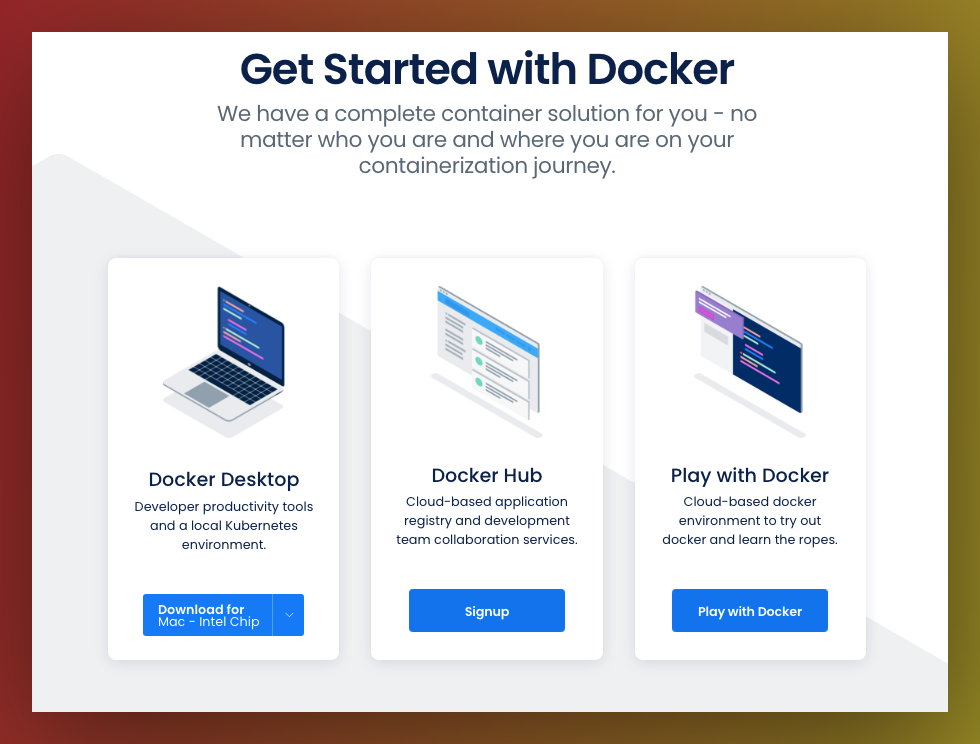 Get Started with Docker
We have a complete container solution for you - no
matter who you are and where you are on your
containerization journey.
Docker Desktop
Developer productivity tools
and a local Kubernetes
environment.
Download for
Mac - Intel Chip
Docker Hub
Cloud-based application
registry and development
team collaboration services.
Signup
Play with Docker
Cloud-based docker
environment to try out
docker and learn the ropes.
Play with Docker